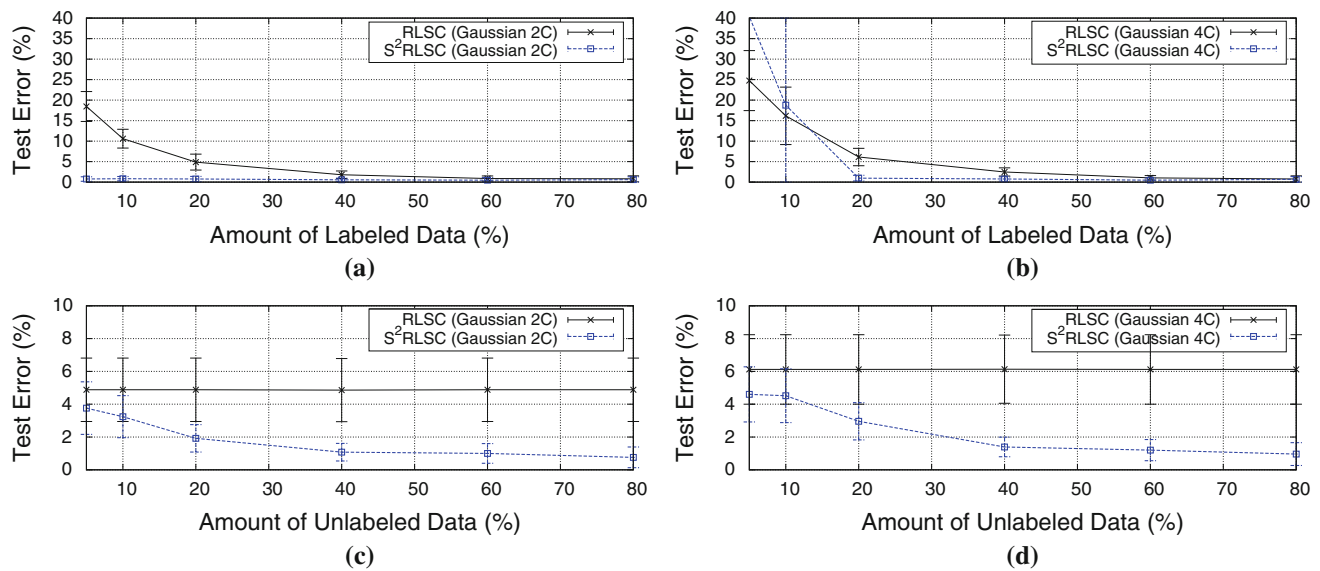 RLSC (Gaussian 2C)
S²RLSC (Gaussian 2C)
Test Error (%)
40
35
30
25
20
15
10
5
0
10 20 30 40 50 60 70 80
Amount of Labeled Data (%)
(a)
RLSC (Gaussian 4C)
S²RLSC (Gaussian 4C)
Test Error (%)
40
35
30
25
20
15
10
5
0
10 20 30 40 50 60 70 80
Amount of Labeled Data (%)
(b)
RLSC (Gaussian 2C)
S²RLSC (Gaussian 2C)
Test Error (%)
10
8
6
4
2
0
10 20 30 40 50 60 70 80
Amount of Unlabeled Data (%)
(c)
RLSC (Gaussian 4C)
S²RLSC (Gaussian 4C)
Test Error (%)
10
8
6
4
2
0
10 20 30 40 50 60 70 80
Amount of Unlabeled Data (%)
(d)